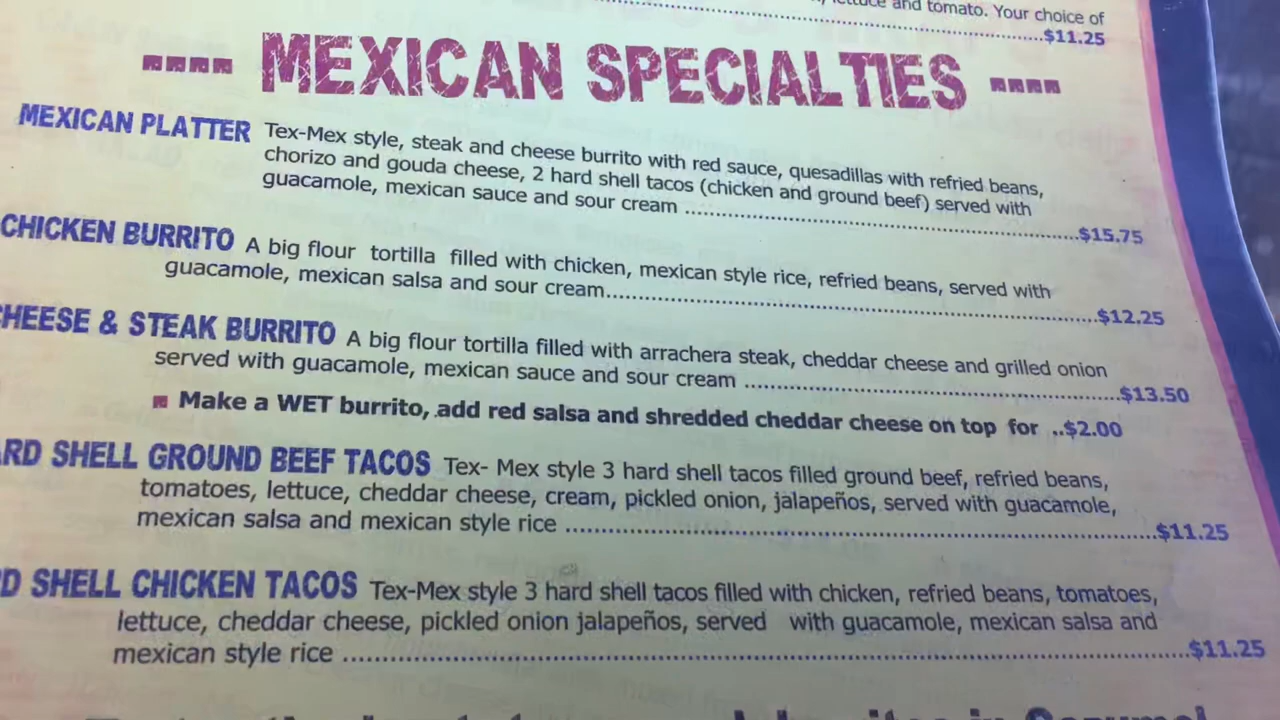 lettuce and tomato. Your choice of
$11.25
MEXICAN SPECIALTIES
MEXICAN PLATTER Tex-Mex style, steak and cheese burrito with red sauce, quesadillas with refried beans,
chorizo and gouda cheese, 2 hard shell tacos (chicken and ground beef) served with
guacamole, mexican sauce and sour cream ........$15.75
CHICKEN BURRITO A big flour tortilla filled with chicken, mexican style rice, refried beans, served with
guacamole, mexican salsa and sour cream........$12.25
HEESE & STEAK BURRITO A big flour tortilla filled with arrachera steak, cheddar cheese and grilled onion
served with guacamole, mexican sauce and sour cream ........$13.50
Make a WET burrito, add red salsa and shredded cheddar cheese on top for ..$2.00
ARD SHELL GROUND BEEF TACOS Tex- Mex style 3 hard shell tacos filled ground beef, refried beans,
tomatoes, lettuce, cheddar cheese, cream, pickled onion, jalapeños, served with guacamole,
mexican salsa and mexican style rice ........$11.25
D SHELL CHICKEN TACOS Tex-Mex style 3 hard shell tacos filled with chicken, refried beans, tomatoes,
lettuce, cheddar cheese, pickled onion jalapeños, served with guacamole, mexican salsa and
mexican style rice ........$11.25